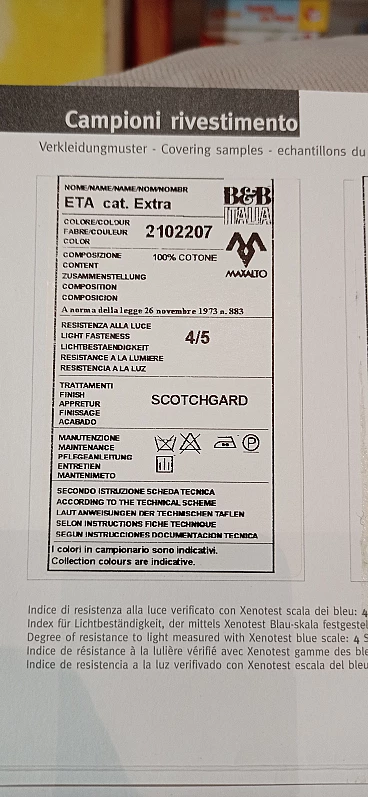 Campioni rivestimento
Verkleidungmuster - Covering samples - echantillons du
NOME/NAME/NAME/NOM/NOMBR
ETA cat. Extra
B&B
ITALIA
COLORE/COLOUR
FARBE/COULEUR
COLOR
2102207
MAXALTO
COMPOSIZIONE
CONTENT
ZUSAMMENSTELLUNG
COMPOSITION
COMPOSICION
100% COTONE
A norma della legge 26 novembre 1973 n. 883
RESISTENZA ALLA LUCE
LIGHT FASTENESS
LICHTBESTAENDIGKEIT
RESISTANCE A LA LUMIERE
RESISTENCIA A LA LUZ
4/5
TRATTAMENTI
FINISH
APPRETUR
FINISSAGE
ACABADO
SCOTCHGARD
MANUTENZIONE
MAINTENANCE
PFLEGEANLEITUNG
ENTRETIEN
MANTENIMETO
P
SECONDO ISTRUZIONE SCHEDA TECNICA
ACCORDING TO THE TECHNICAL SCHEME
LAUT ANWEISUNGEN DER TECHNISCHEN TAFLEN
SELON INSTRUCTIONS FICHE TECHNIQUE
SEGUN INSTRUCCIONES DOCUMENTACION TECNICA
I colori in campionario sono indicativi.
Collection colours are indicative.
Indice di resistenza alla luce verificato con Xenotest scala dei bleu: 4
Index für Lichtbeständigkeit, der mittels Xenotest Blau-skala festgestel
Degree of resistance to light measured with Xenotest blue scale: 4 S
Indice de résistance à la lulière vérifié avec Xenotest gamme des ble
Indice de resistencia a la luz verifivado con Xenotest escala del bleu